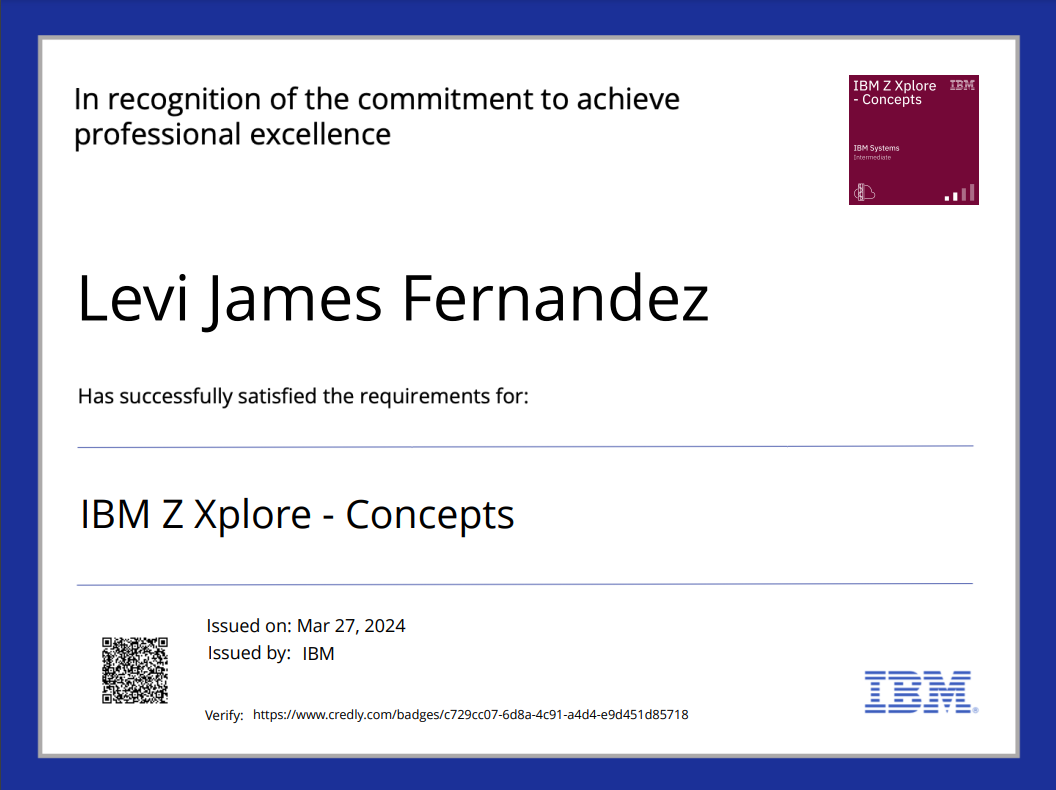 In recognition of the commitment to achieve
professional excellence
IBM Z Xplore
- Concepts
IBM
IBM Systems
Intermediate
Levi James Fernandez
Has successfully satisfied the requirements for:
IBM Z Xplore - Concepts
Issued on: Mar 27, 2024
Issued by: IBM
Verify: https://www.credly.com/badges/c729cc07-6d8a-4c91-a4d4-e9d451d85718
IBM®